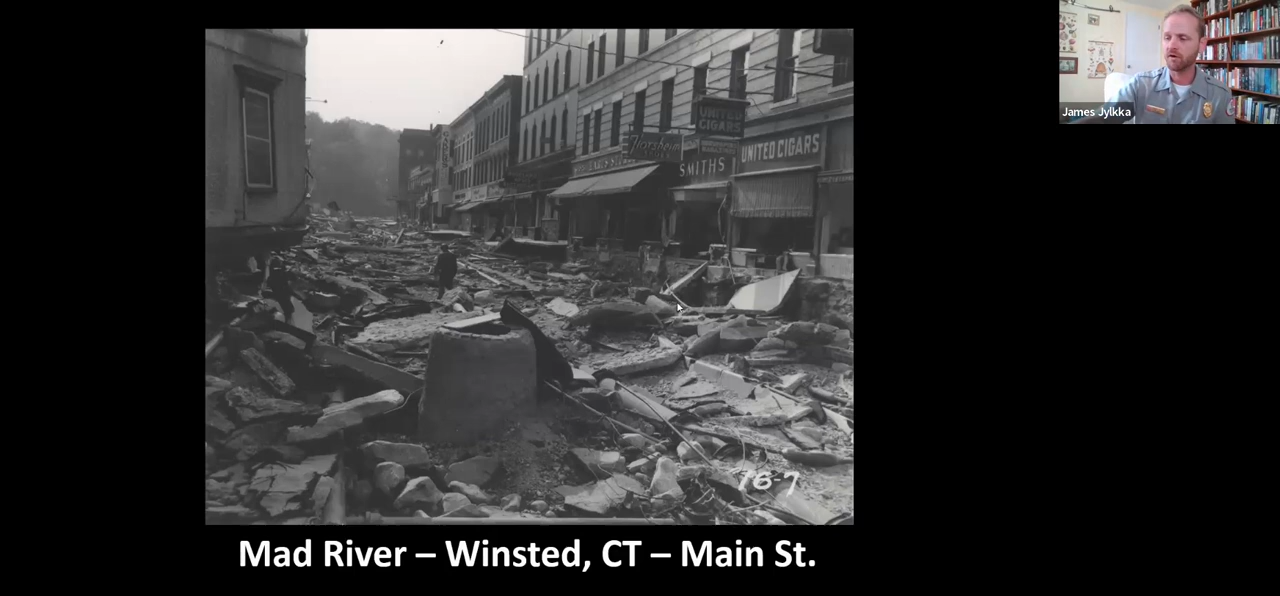 James Jylkka
UNITED
CIGARS
Florsheim
SMITHS
UNITED CIGARS
16-7
Mad River – Winsted, CT – Main St.